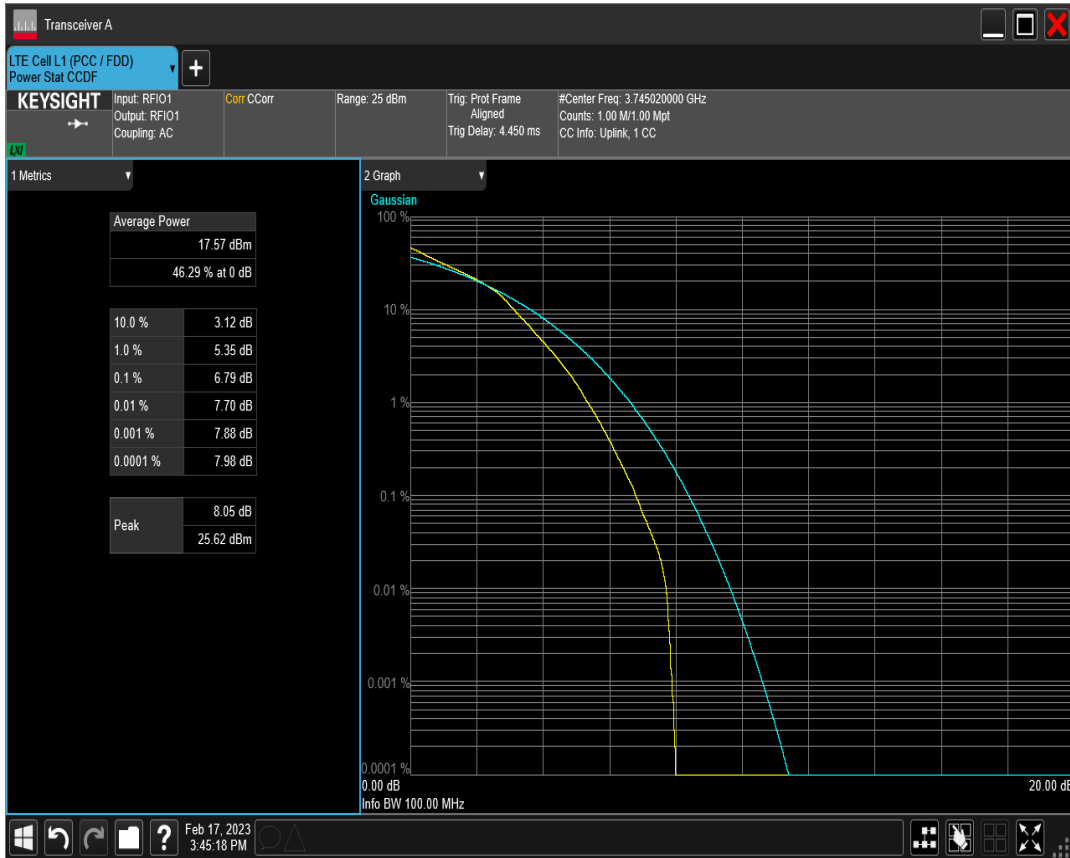 Transceiver A
LTE Cell L1 (PCC / FDD)
Power Stat CCDF
KEYSIGHT
LXI
Input: RFIO1
Output: RFIO1
Coupling: AC
Corr CCorr
Range: 25 dBm
Trig: Prot Frame
Aligned
Trig Delay: 4.450 ms
#Center Freq: 3.745020000 GHz
Counts: 1.00 M/1.00 Mpt
CC Info: Uplink, 1 CC
1 Metrics
Average Power
17.57 dBm
46.29 % at 0 dB
10.0 % 3.12 dB
1.0 % 5.35 dB
0.1 % 6.79 dB
0.01 % 7.70 dB
0.001 % 7.88 dB
0.0001 % 7.98 dB
Peak
8.05 dB
25.62 dBm
2 Graph
Gaussian
100 %
10 %
1 %
0.1 %
0.01 %
0.001 %
0.0001 %
0.00 dB 20.00 dB
Info BW 100.00 MHz
? Feb 17, 2023
3:45:18 PM